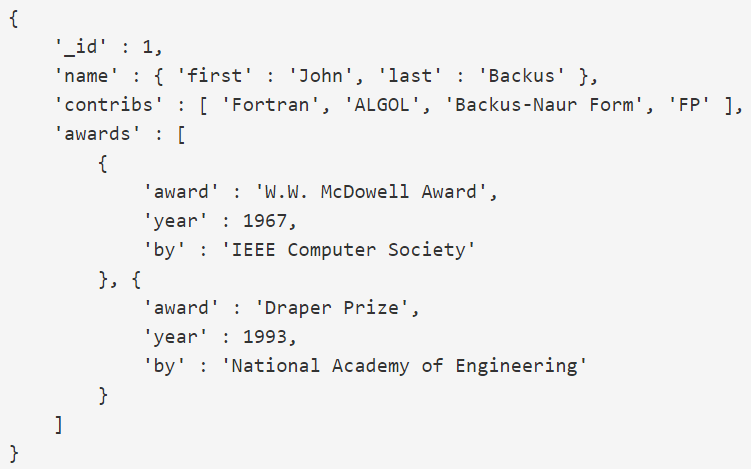 {
    '_id' : 1,
    'name' : { 'first' : 'John', 'last' : 'Backus' },
    'contribs' : [ 'Fortran', 'ALGOL', 'Backus-Naur Form', 'FP' ],
    'awards' : [
        {
            'award' : 'W.W. McDowell Award',
            'year' : 1967,
            'by' : 'IEEE Computer Society'
        }, {
            'award' : 'Draper Prize',
            'year' : 1993,
            'by' : 'National Academy of Engineering'
        }
    ]
}